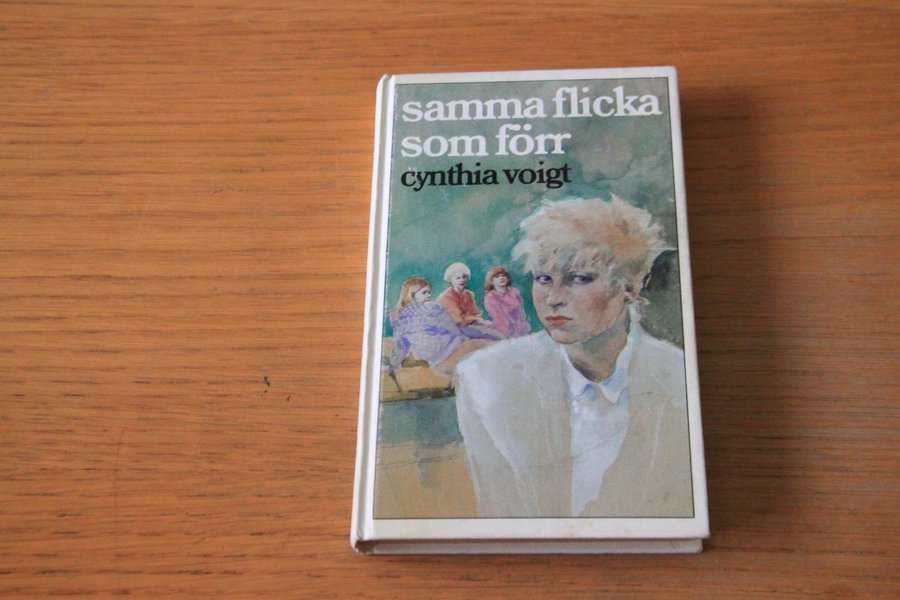 samma flicka
som förr
cynthia voigt